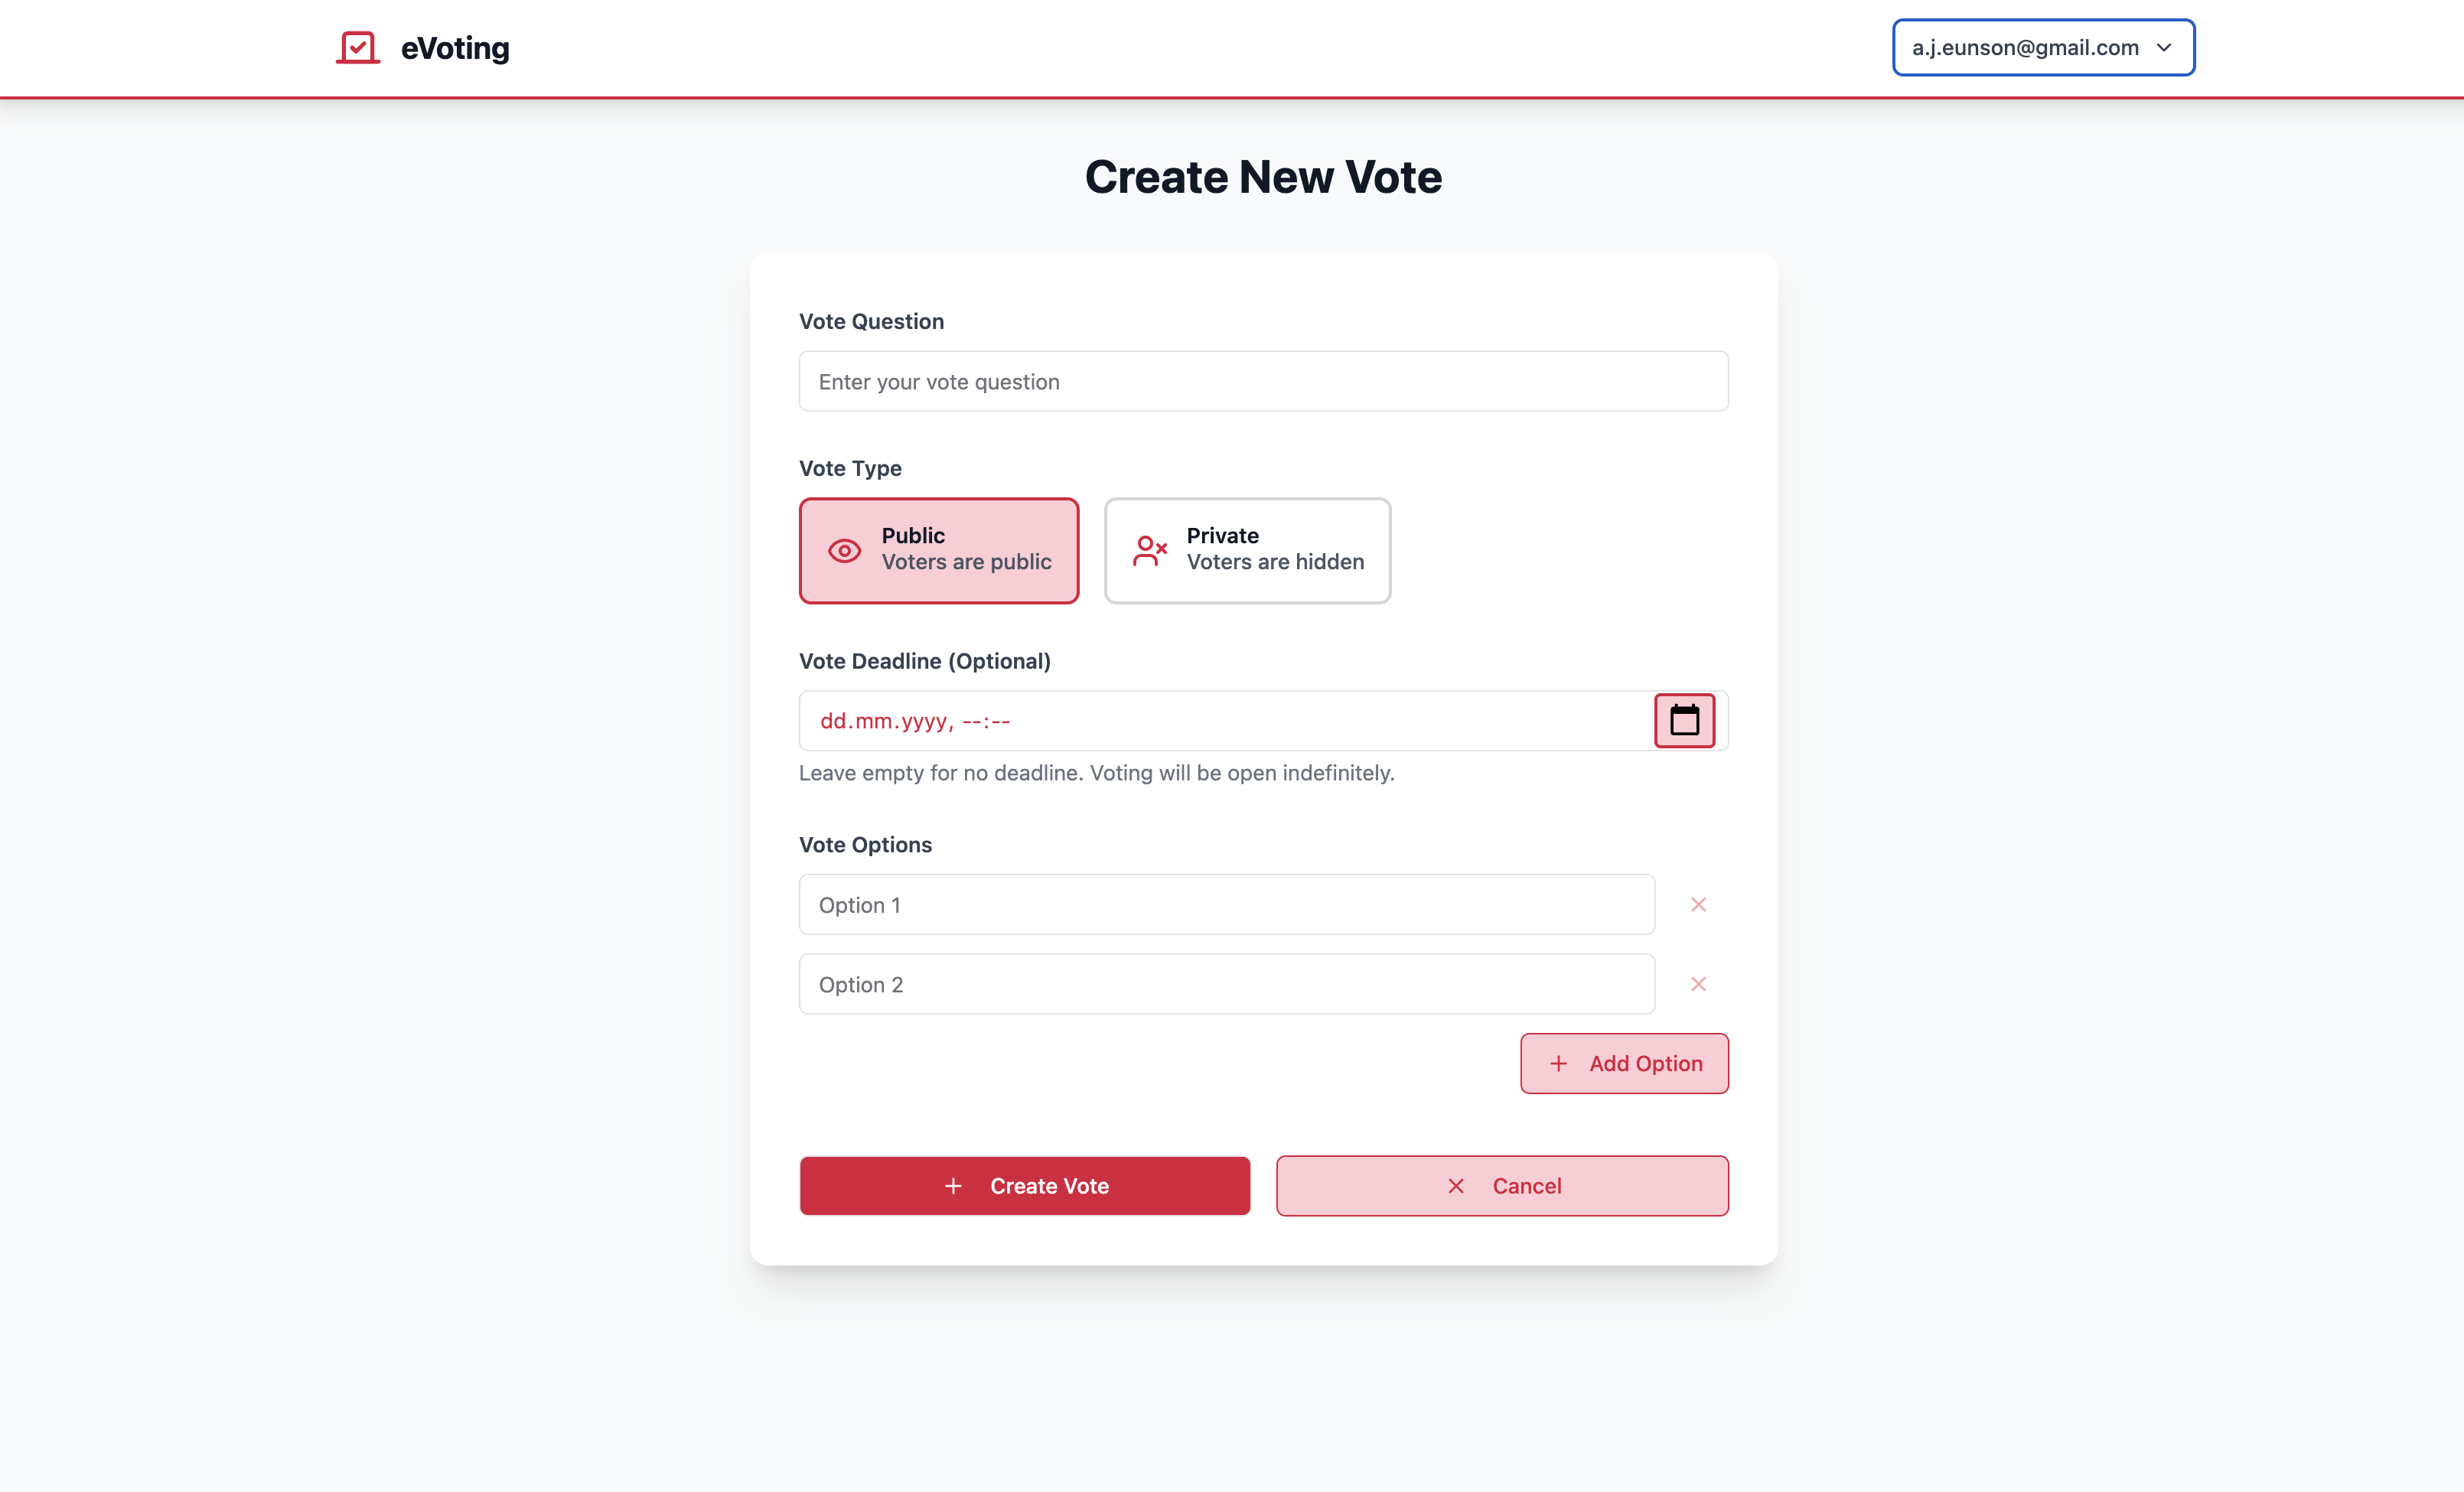 eVoting
a.j.eunson@gmail.com
Create New Vote
Vote Question
Enter your vote question
Vote Type
Public
Voters are public
Private
Voters are hidden
Vote Deadline (Optional)
dd.mm.yyyy, --:--
Leave empty for no deadline. Voting will be open indefinitely.
Vote Options
Option 1
Option 2
Add Option
Create Vote
Cancel